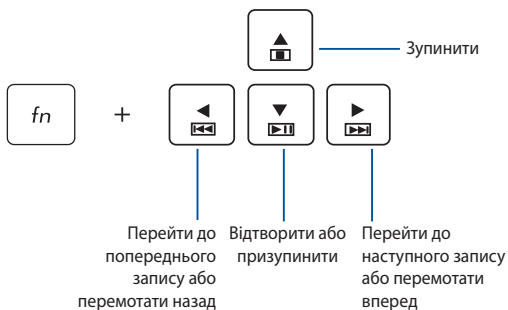 Зупинити
fn
+
Перейти до
попереднього
запису або
перемотати назад
Відтворити або
призупинити
Перейти до
наступного запису
або перемотати
вперед